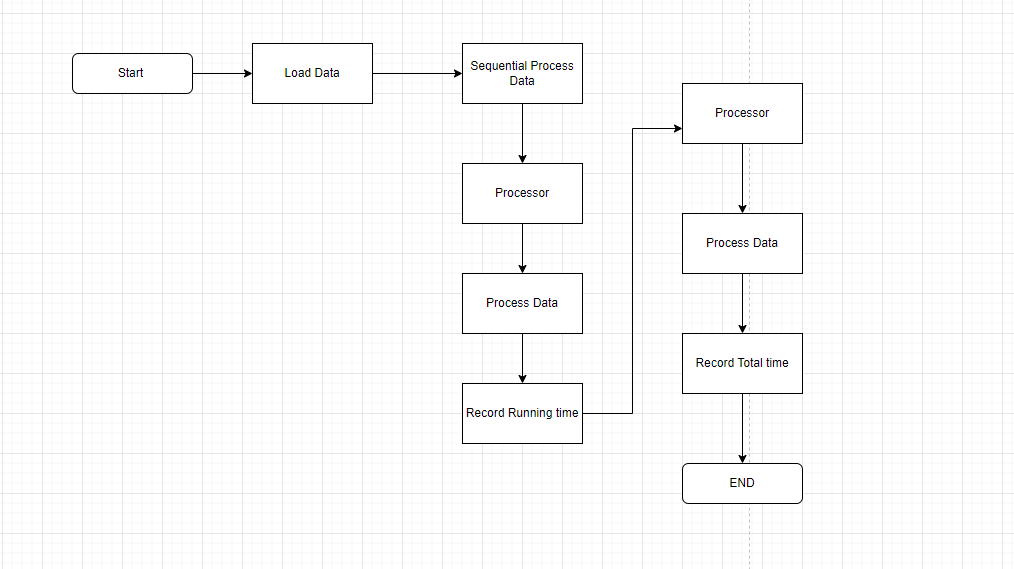 Start
Load Data
Sequential Process
Data
Processor
Process Data
Record Running time
Processor
Process Data
Record Total time
END